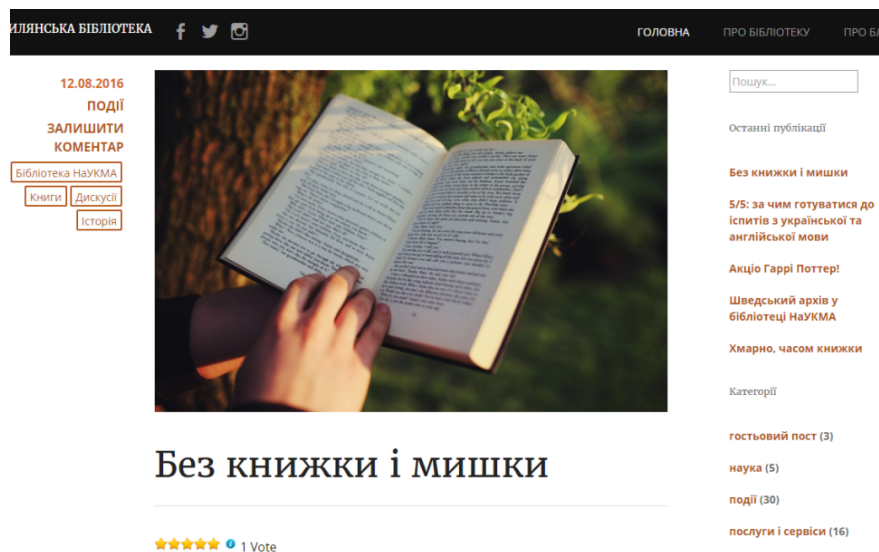 ИЛЯНСЬКА БІБЛІОТЕКА
ГОЛОВНА
ПРО БІБЛІОТЕКУ
ПРО
12.08.2016
ПОДІЇ
ЗАЛИШИТИ
КОМЕНТАР
Бібліотека НаУКМА
Книги
Дискусії
Історія
Без книжки і мишки
1 Vote
Пошук...
Останні публікації
Без книжки і мишки
5/5: за чим готуватися до
іспитів з української та
англійської мови
Акціо Гаррі Поттер!
Шведський архів у
бібліотеці НаУКМА
Хмарно, часом книжки
Категорії
гостьовий пост (3)
наука (5)
події (30)
послуги і сервіси (16)